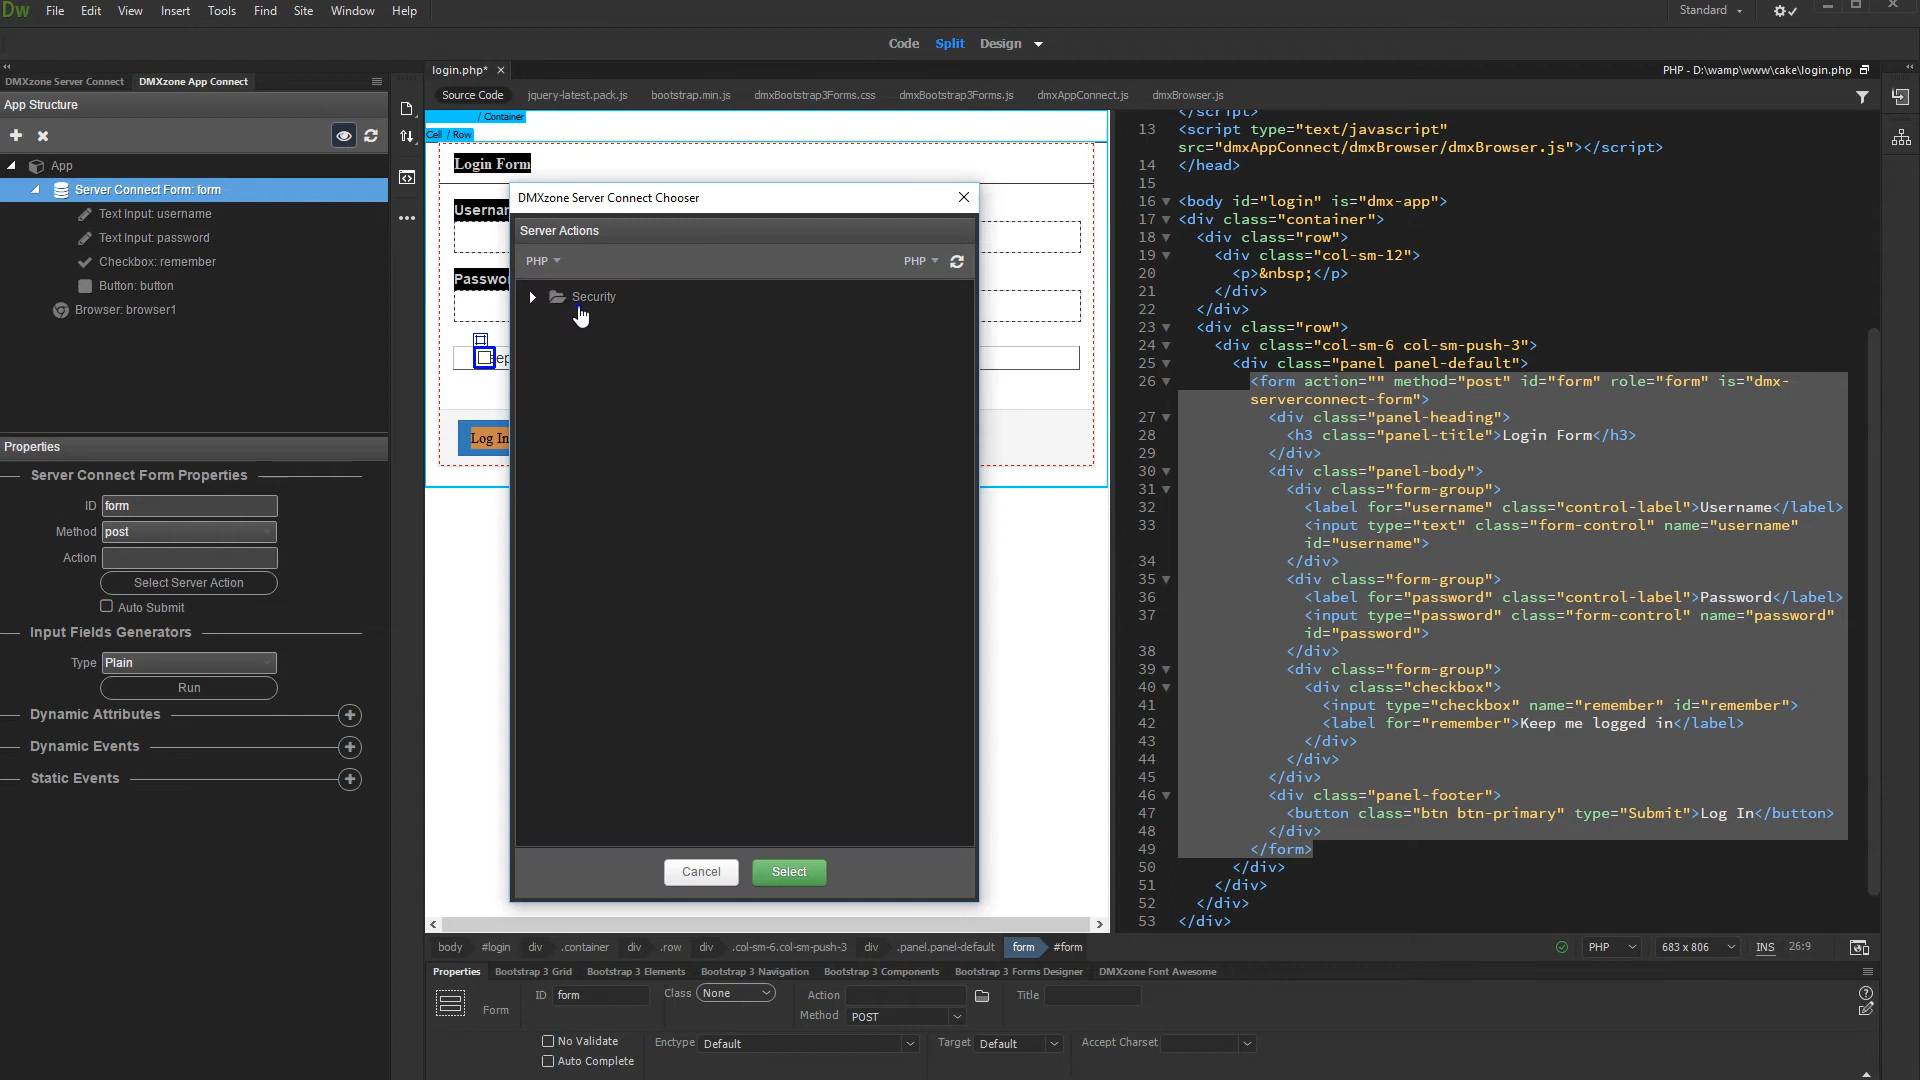 Dw File Edit View Insert Tools Find Site Window Help Standard
Code Split Design
DMXzone Server Connect DMXzone App Connect
App Structure
App
Server Connect Form: form
Text Input: username
Text Input: password
Checkbox: remember
Button: button
Browser: browser1
Properties
Server Connect Form Properties
ID form
Method post
Action
Select Server Action
Auto Submit
Input Fields Generators
Type Plain
Run
Dynamic Attributes
Dynamic Events
Static Events
login.php* PHP - D:\wamp\www\cake\login.php
Source Code jquery-latest.pack.js bootstrap.min.js dmxBootstrap3Forms.css dmxBootstrap3Forms.js dmxAppConnect.js dmxBrowser.js
/ Container
Cell / Row
Login Form
Log In
DMXzone Server Connect Chooser
Server Actions
PHP PHP
Security
Cancel Select
</script>
13 <script type="text/javascript"
src="dmxAppConnect/dmxBrowser/dmxBrowser.js"></script>
14 </head>
15
16 <body id="login" is="dmx-app">
17 <div class="container">
18 <div class="row">
19 <div class="col-sm-12">
20 <p>&nbsp;</p>
21 </div>
22 </div>
23 <div class="row">
24 <div class="col-sm-6 col-sm-push-3">
25 <div class="panel panel-default">
26 <form action="" method="post" id="form" role="form" is="dmx-
serverconnect-form">
27 <div class="panel-heading">
28 <h3 class="panel-title">Login Form</h3>
29 </div>
30 <div class="panel-body">
31 <div class="form-group">
32 <label for="username" class="control-label">Username</label>
33 <input type="text" class="form-control" name="username"
id="username">
34 </div>
35 <div class="form-group">
36 <label for="password" class="control-label">Password</label>
37 <input type="password" class="form-control" name="password"
id="password">
38 </div>
39 <div class="form-group">
40 <div class="checkbox">
41 <input type="checkbox" name="remember" id="remember">
42 <label for="remember">Keep me logged in</label>
43 </div>
44 </div>
45 </div>
46 <div class="panel-footer">
47 <button class="btn btn-primary" type="Submit">Log In</button>
48 </div>
49 </form>
50 </div>
51 </div>
52 </div>
53 </div>
body #login div .container div .row div .col-sm-6.col-sm-push-3 div .panel.panel-default form #form PHP 683 x 806 INS 26:9
Properties Bootstrap 3 Grid Bootstrap 3 Elements Bootstrap 3 Navigation Bootstrap 3 Components Bootstrap 3 Forms Designer DMXzone Font Awesome
Form ID form Class None Action Title
Method POST
No Validate Enctype Default Target Default Accept Charset
Auto Complete